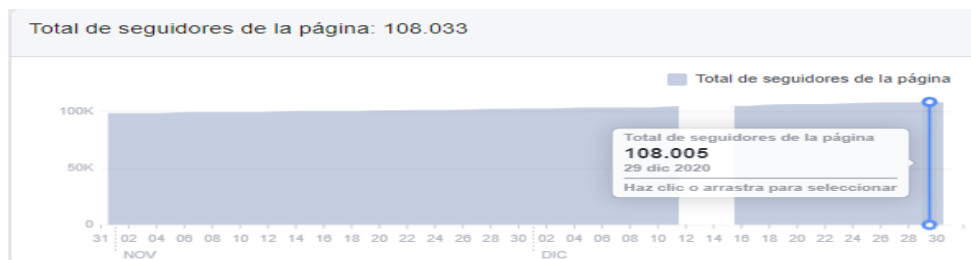 Total de seguidores de la página: 108.033
Total de seguidores de la página
100K
Total de seguidores de la página
108.005
29 dic 2020
50K
Haz clic o arrastra para seleccionar
0
31 02 04 06 08 10 12 14 16 18 20 22 24 26 28 30 02 04 06 08 10 12 14 16 18 20 22 24 26 28 30
NOV DIC